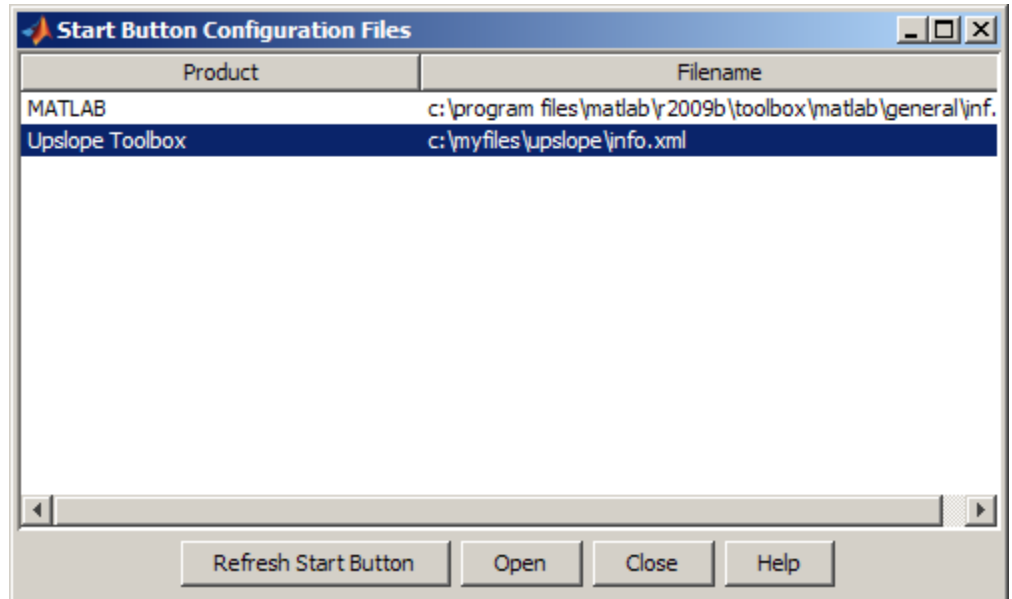 Start Button Configuration Files
Product Filename
MATLAB c:\program files\matlab\r2009b\toolbox\matlab\general\inf.
Upslope Toolbox c:\myfiles\upslope\info.xml
Refresh Start Button Open Close Help